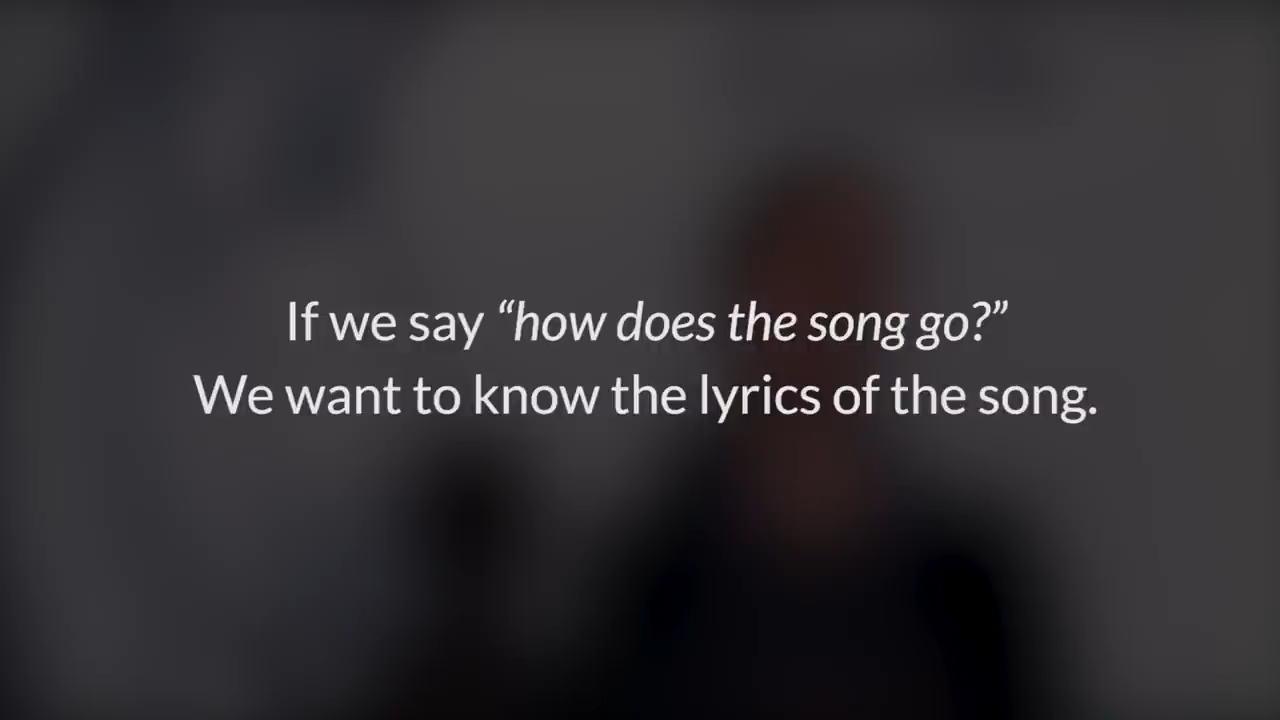 If we say “how does the song go?”
We want to know the lyrics of the song.